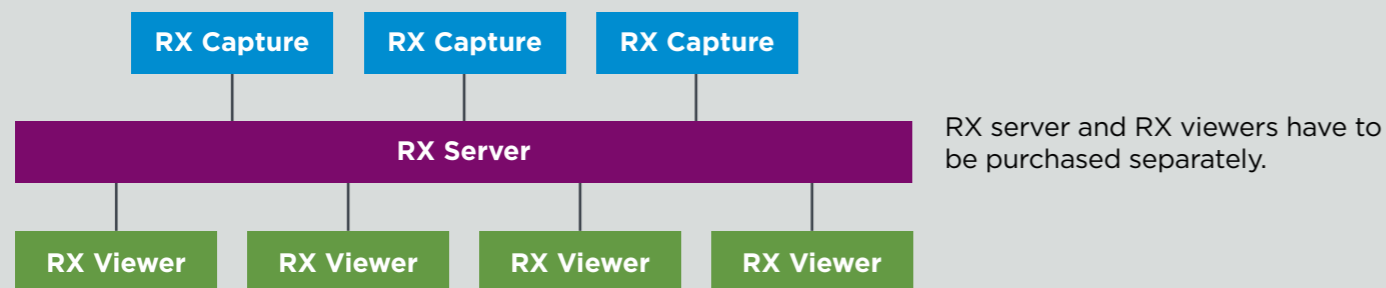 RX Capture RX Capture RX Capture
RX Server
RX server and RX viewers have to
be purchased separately.
RX Viewer RX Viewer RX Viewer RX Viewer